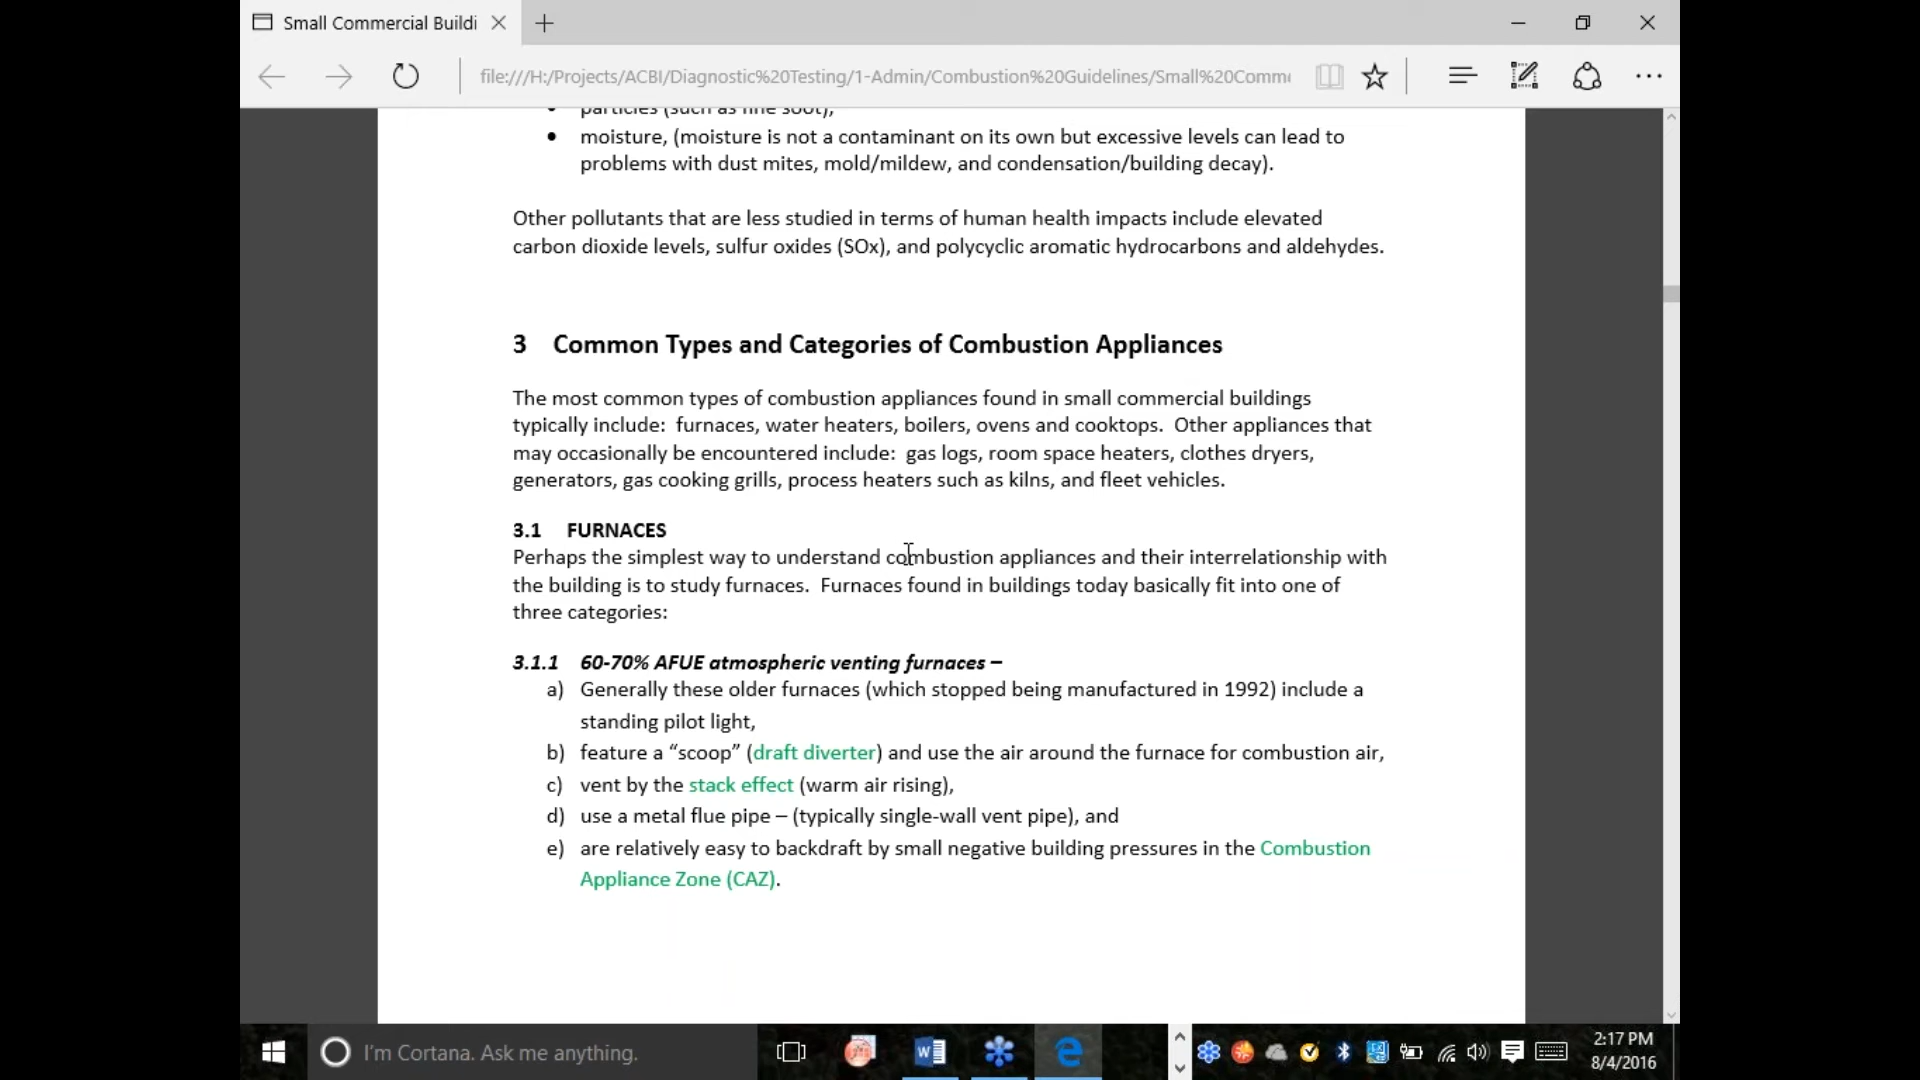 Small Commercial Buildi
file:///H:/Projects/ACBI/Diagnostic%20Testing/1-Admin/Combustion%20Guidelines/Small%20Comme
particles (such as fine soot),
• moisture, (moisture is not a contaminant on its own but excessive levels can lead to
problems with dust mites, mold/mildew, and condensation/building decay).
Other pollutants that are less studied in terms of human health impacts include elevated
carbon dioxide levels, sulfur oxides (SOx), and polycyclic aromatic hydrocarbons and aldehydes.
3 Common Types and Categories of Combustion Appliances
The most common types of combustion appliances found in small commercial buildings
typically include: furnaces, water heaters, boilers, ovens and cooktops. Other appliances that
may occasionally be encountered include: gas logs, room space heaters, clothes dryers,
generators, gas cooking grills, process heaters such as kilns, and fleet vehicles.
3.1 FURNACES
Perhaps the simplest way to understand combustion appliances and their interrelationship with
the building is to study furnaces. Furnaces found in buildings today basically fit into one of
three categories:
3.1.1 60-70% AFUE atmospheric venting furnaces –
a) Generally these older furnaces (which stopped being manufactured in 1992) include a
standing pilot light,
b) feature a “scoop” (draft diverter) and use the air around the furnace for combustion air,
c) vent by the stack effect (warm air rising),
d) use a metal flue pipe – (typically single-wall vent pipe), and
e) are relatively easy to backdraft by small negative building pressures in the Combustion
Appliance Zone (CAZ).
I'm Cortana. Ask me anything.
2:17 PM
8/4/2016